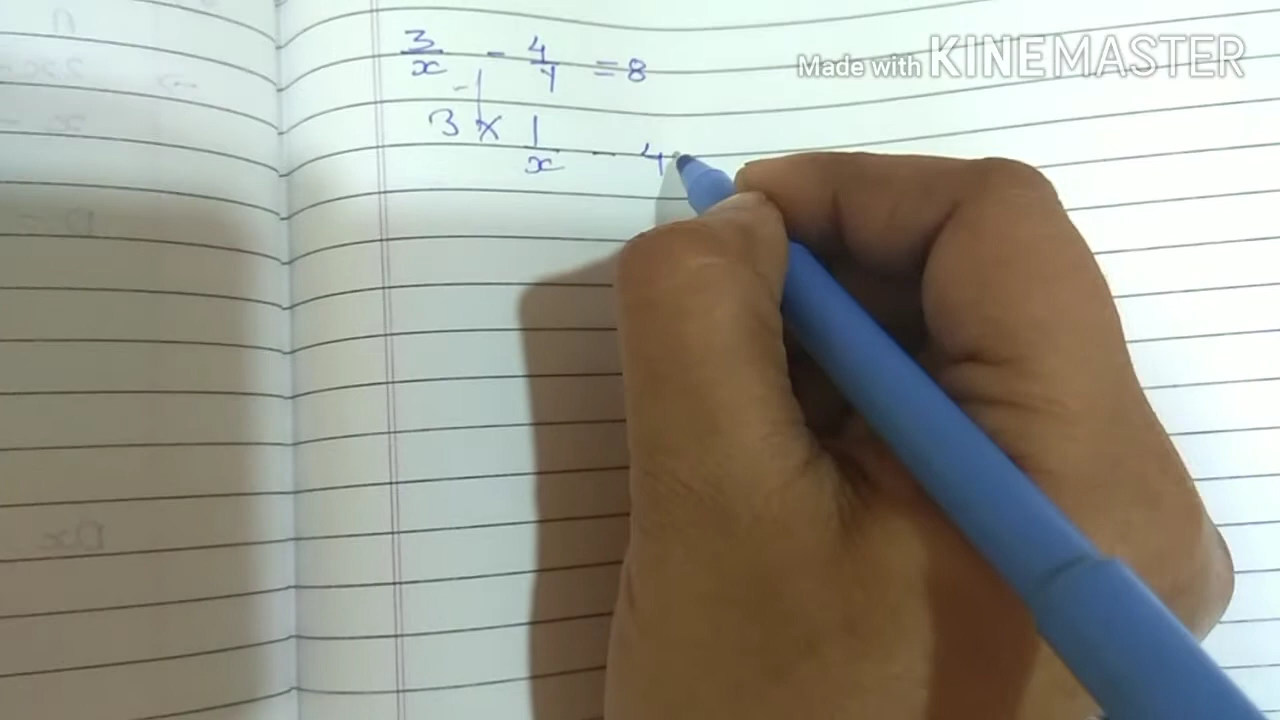 3/x - 4/y = 8
3 × 1/x - 4
Made with KINEMASTER